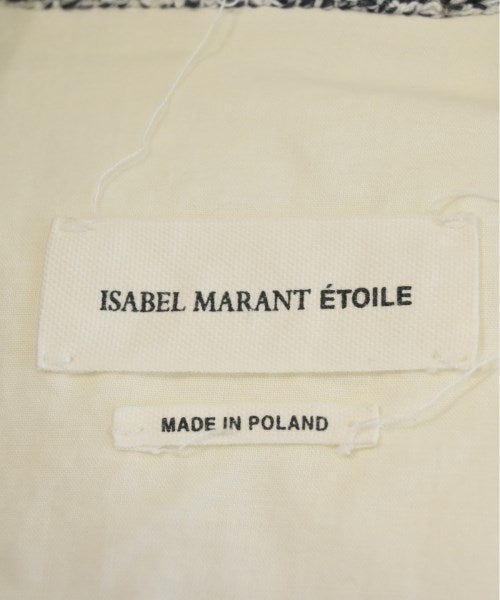 ISABEL MARANT ÉTOILE
MADE IN POLAND